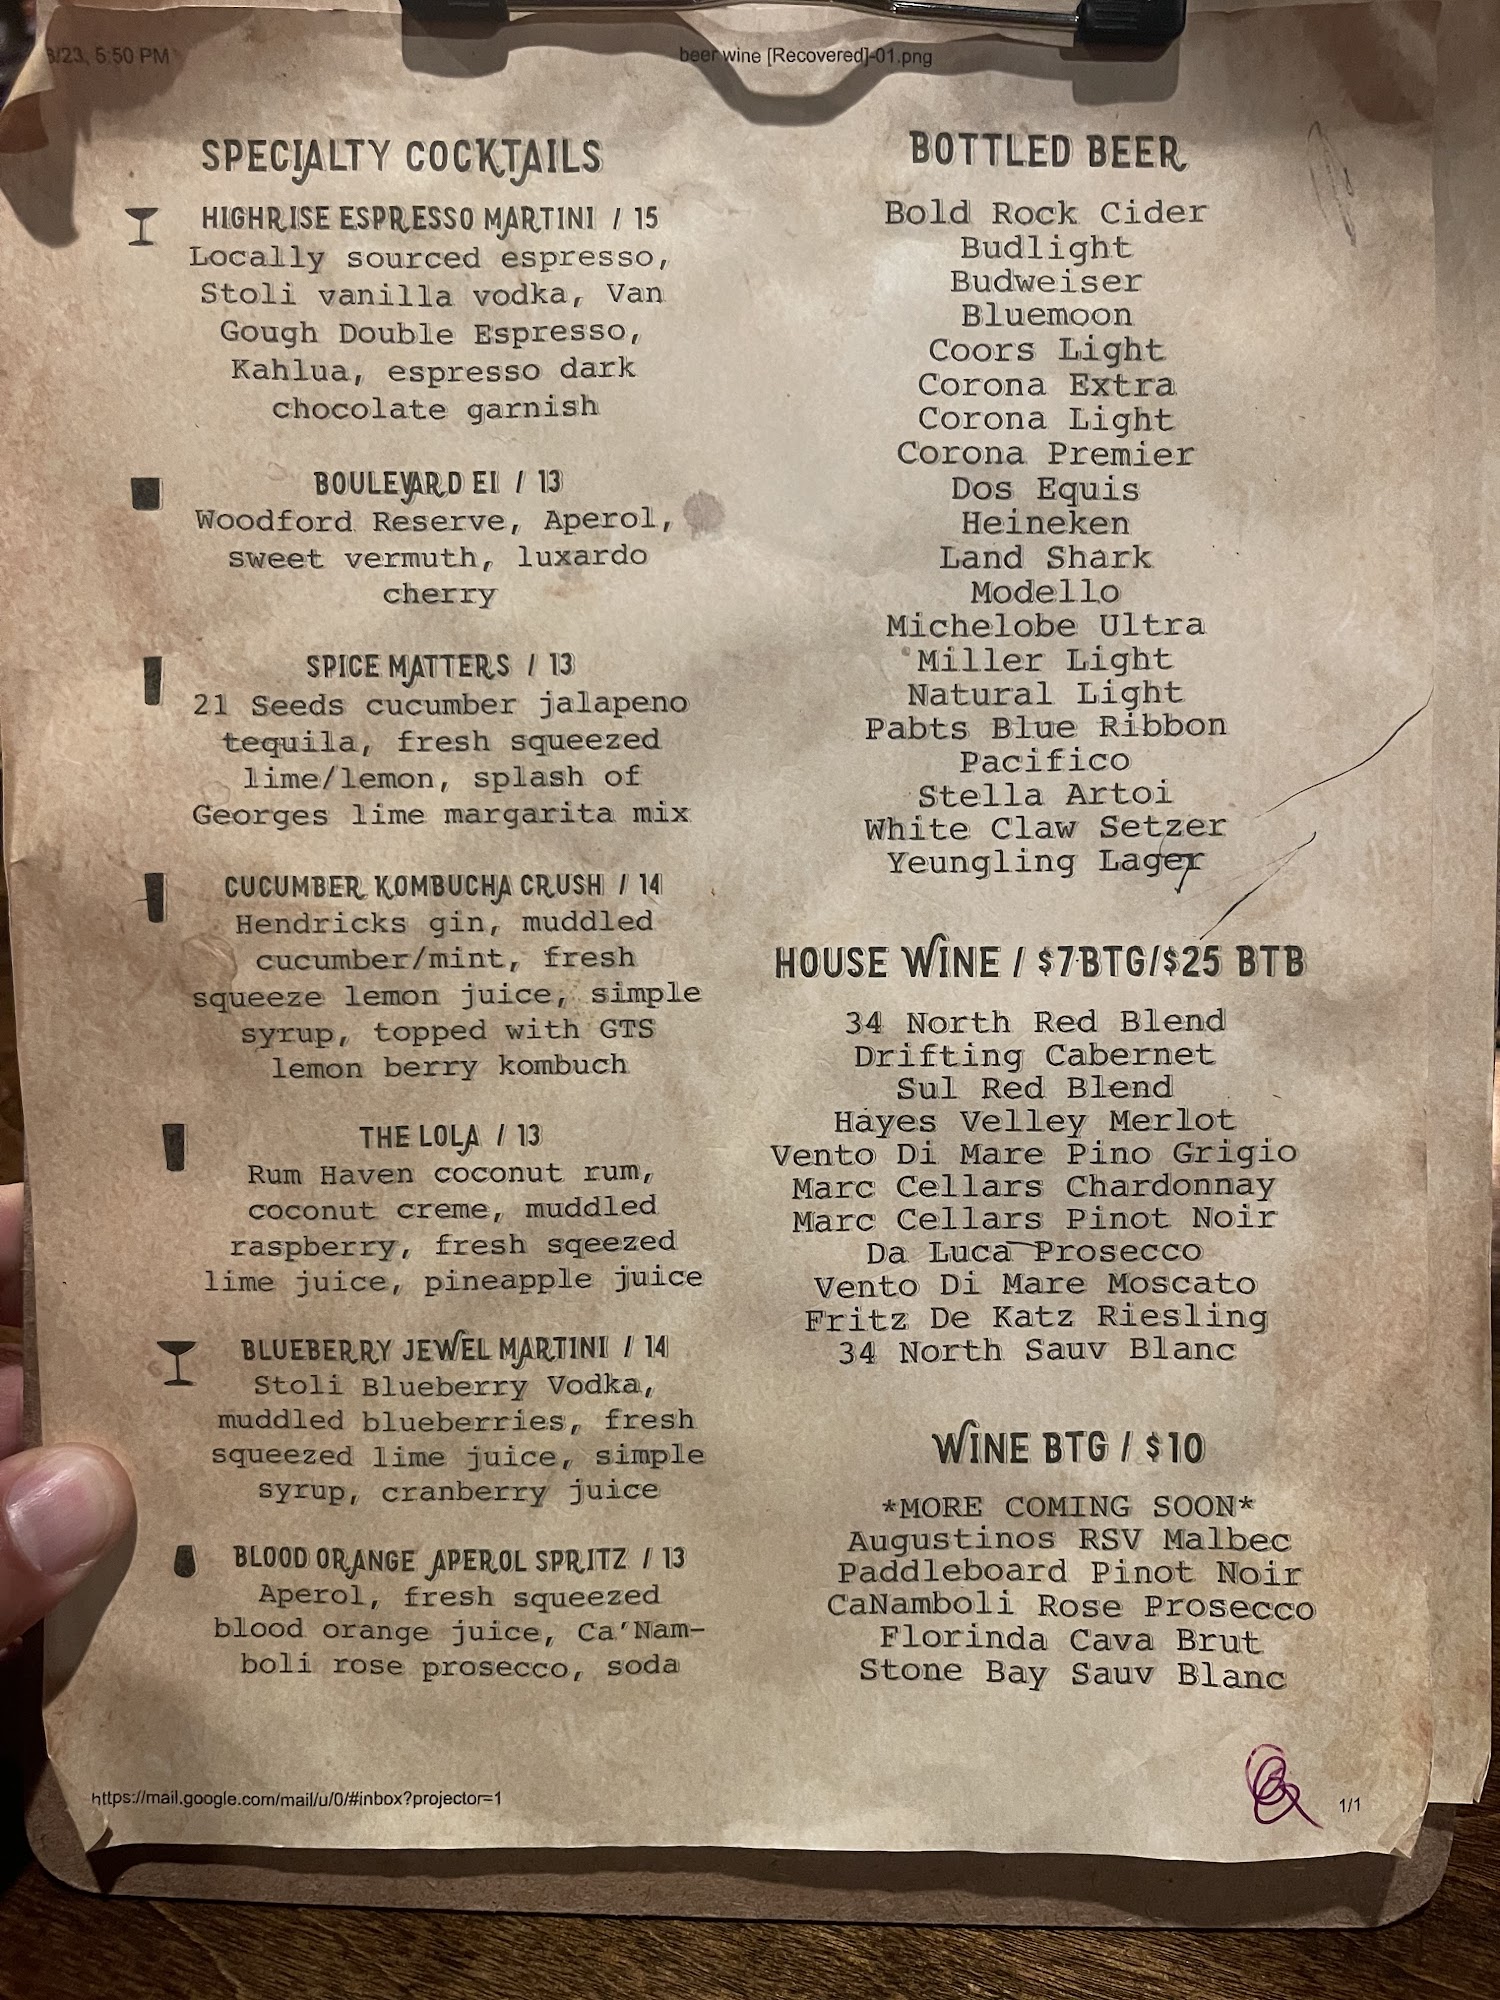 8/23, 5:50 PM
beer wine [Recovered]-01.png
SPECIALTY COCKTAILS
HIGHRISE ESPRESSO MARTINI / 15
Locally sourced espresso,
Stoli vanilla vodka, Van
Gough Double Espresso,
Kahlua, espresso dark
chocolate garnish
BOULEVARD EI / 13
Woodford Reserve, Aperol,
sweet vermuth, luxardo
cherry
SPICE MATTERS / 13
21 Seeds cucumber jalapeno
tequila, fresh squeezed
lime/lemon, splash of
Georges lime margarita mix
CUCUMBER KOMBUCHA CRUSH / 14
Hendricks gin, muddled
cucumber/mint, fresh
squeeze lemon juice, simple
syrup, topped with GTS
lemon berry kombuch
THE LOLA / 13
Rum Haven coconut rum,
coconut creme, muddled
raspberry, fresh sqeezed
lime juice, pineapple juice
BLUEBERRY JEWEL MARTINI / 14
Stoli Blueberry Vodka,
muddled blueberries, fresh
squeezed lime juice, simple
syrup, cranberry juice
BLOOD ORANGE APEROL SPRITZ / 13
Aperol, fresh squeezed
blood orange juice, Ca'Nam-
boli rose prosecco, soda
BOTTLED BEER
Bold Rock Cider
Budlight
Budweiser
Bluemoon
Coors Light
Corona Extra
Corona Light
Corona Premier
Dos Equis
Heineken
Land Shark
Modello
Michelobe Ultra
Miller Light
Natural Light
Pabts Blue Ribbon
Pacifico
Stella Artoi
White Claw Setzer
Yeungling Lager
HOUSE WINE / $7BTG/$25 BTB
34 North Red Blend
Drifting Cabernet
Sul Red Blend
Hayes Velley Merlot
Vento Di Mare Pino Grigio
Marc Cellars Chardonnay
Marc Cellars Pinot Noir
Da Luca Prosecco
Vento Di Mare Moscato
Fritz De Katz Riesling
34 North Sauv Blanc
WINE BTG / $10
*MORE COMING SOON*
Augustinos RSV Malbec
Paddleboard Pinot Noir
CaNamboli Rose Prosecco
Florinda Cava Brut
Stone Bay Sauv Blanc
https://mail.google.com/mail/u/0/#inbox?projector=1
1/1